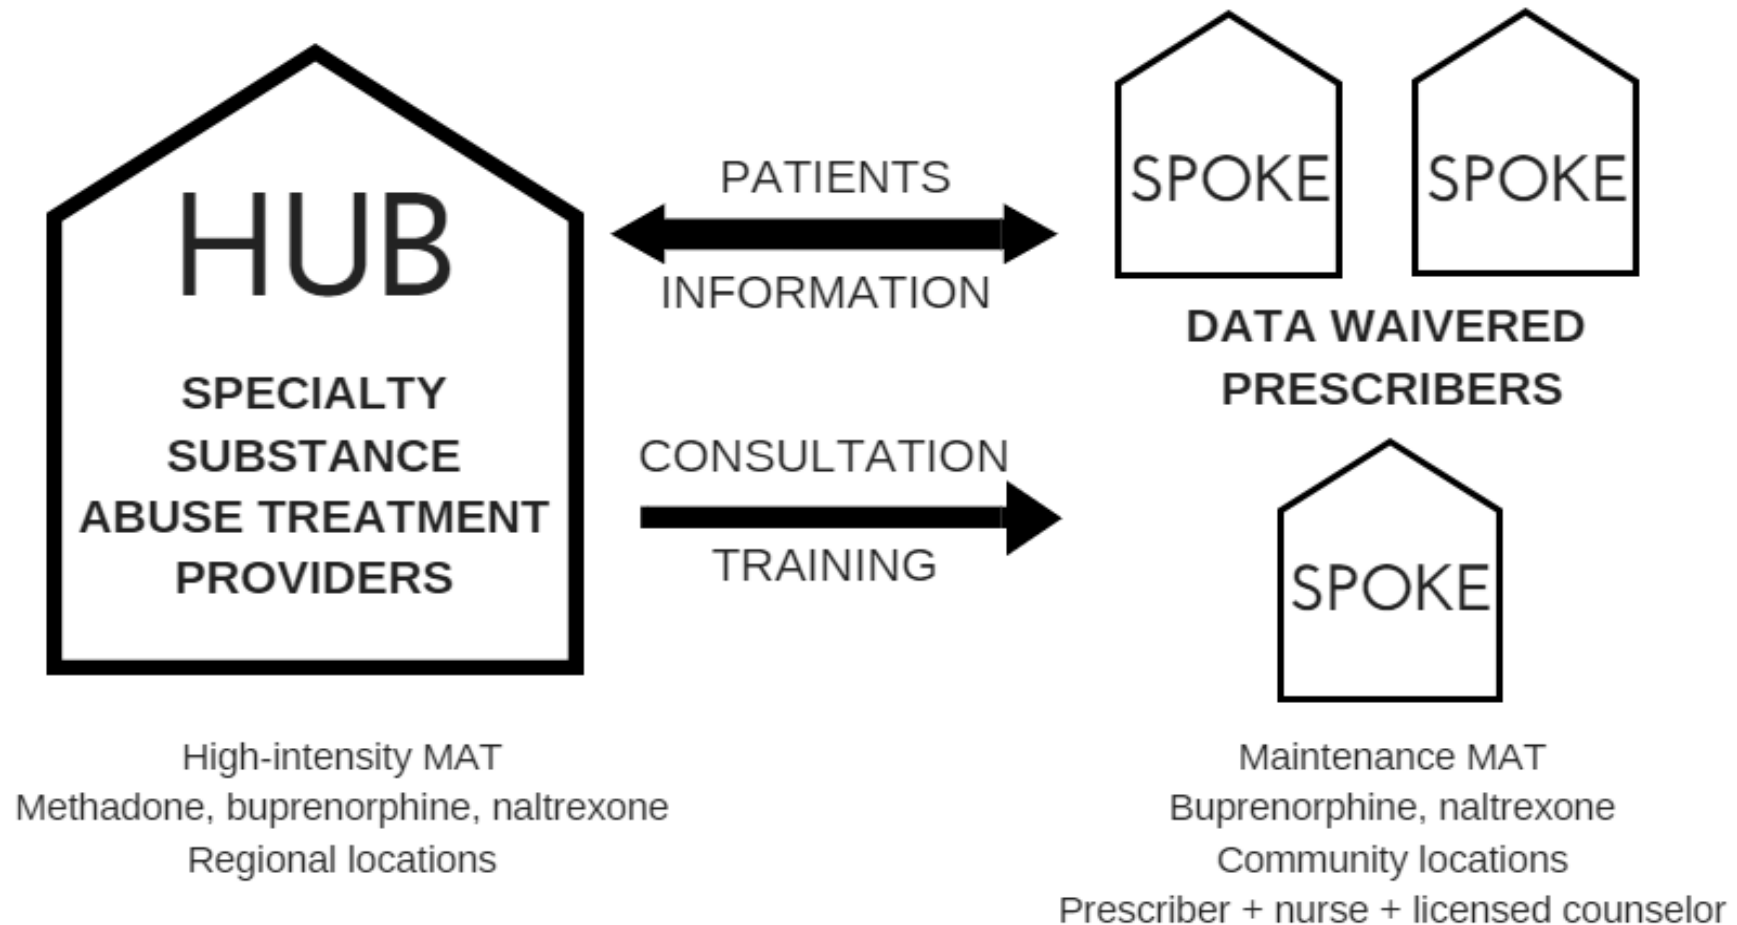 HUB
SPECIALTY
SUBSTANCE
ABUSE TREATMENT
PROVIDERS
High-intensity MAT
Methadone, buprenorphine, naltrexone
Regional locations
PATIENTS
INFORMATION
CONSULTATION
TRAINING
SPOKE
SPOKE
DATA WAIVERED
PRESCRIBERS
SPOKE
Maintenance MAT
Buprenorphine, naltrexone
Community locations
Prescriber + nurse + licensed counselor